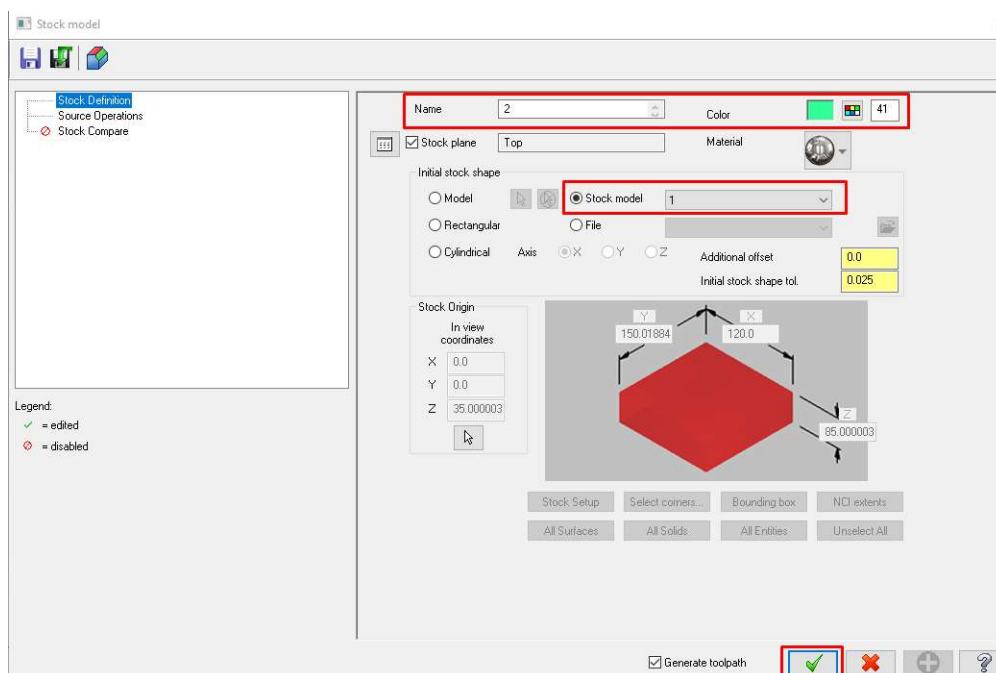 Stock model
Stock Definition
Source Operations
Stock Compare
Legend:
= edited
= disabled
Name 2 Color 41
Stock plane Top Material
Initial stock shape
Model Stock model 1
Rectangular File
Cylindrical Axis X Y Z Additional offset 0.0
Initial stock shape tol. 0.025
Stock Origin
In view
coordinates
X 0.0
Y 0.0
Z 35.000003
Y X
150.01884 120.0
Z
85.000003
Stock Setup Select corners... Bounding box NCI extents
All Surfaces All Solids All Entities Unselect All
Generate toolpath